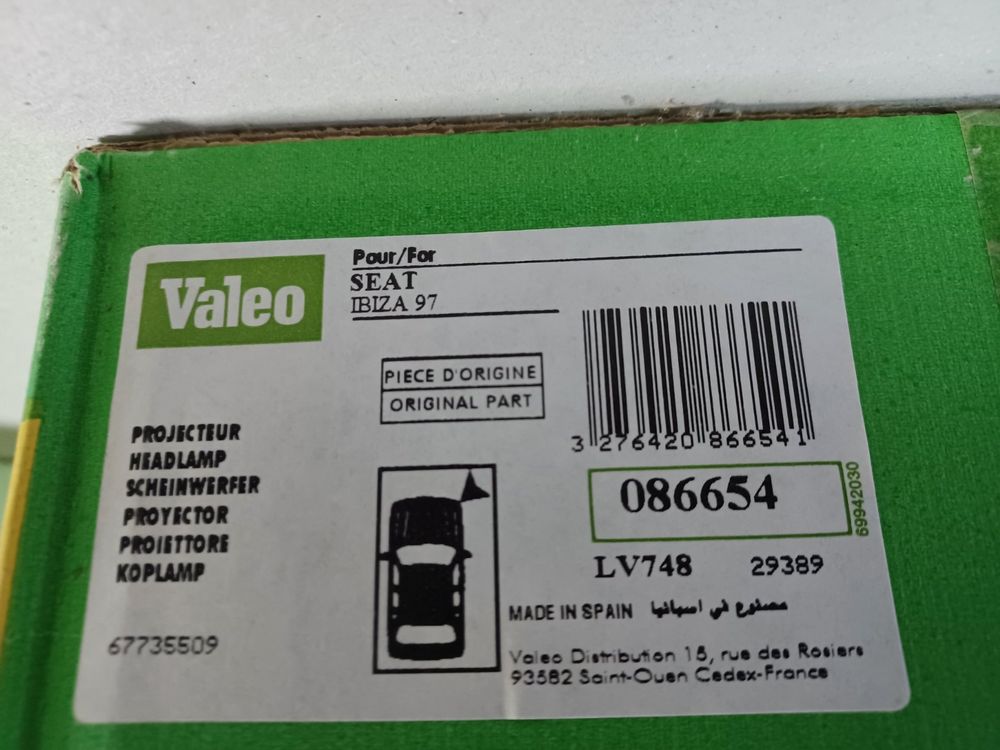 Valeo
Pour/For
SEAT
IBIZA 97
PIECE D'ORIGINE
ORIGINAL PART
3 276420 866541
PROJECTEUR
HEADLAMP
SCHEINWERFER
PROYECTOR
PROIETTORE
KOPLAMP
67735509
086654
69942030
LV748 29389
MADE IN SPAIN مصنوع في اسبانيا
Valeo Distribution 15, rue des Rosiers
93582 Saint-Ouen Cedex-France